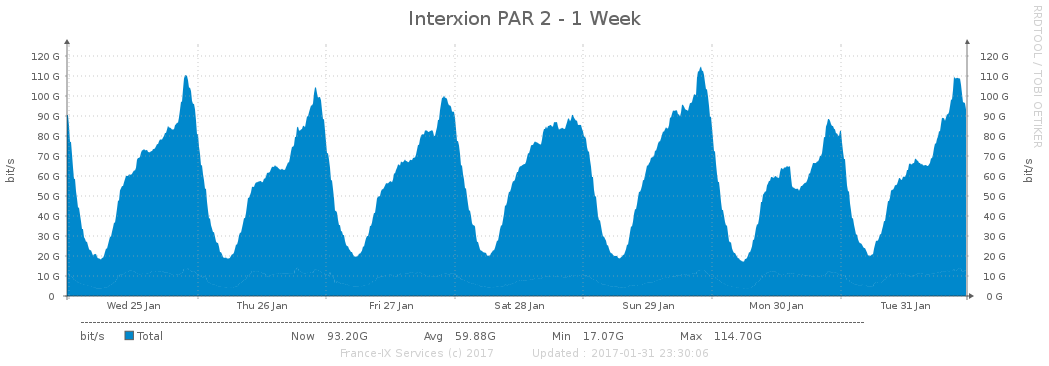 Interxion PAR 2 - 1 Week
RRDTOOL / TOBI OETIKER
120 G 120 G
110 G 110 G
100 G 100 G
90 G 90 G
80 G 80 G
70 G 70 G
60 G 60 G
50 G 50 G
40 G 40 G
30 G 30 G
20 G 20 G
10 G 10 G
0 0 G
bit/s
bit/s
Wed 25 Jan Thu 26 Jan Fri 27 Jan Sat 28 Jan Sun 29 Jan Mon 30 Jan Tue 31 Jan
bit/s Total Now 93.20G Avg 59.88G Min 17.07G Max 114.70G
France-IX Services (c) 2017 Updated : 2017-01-31 23:30:06